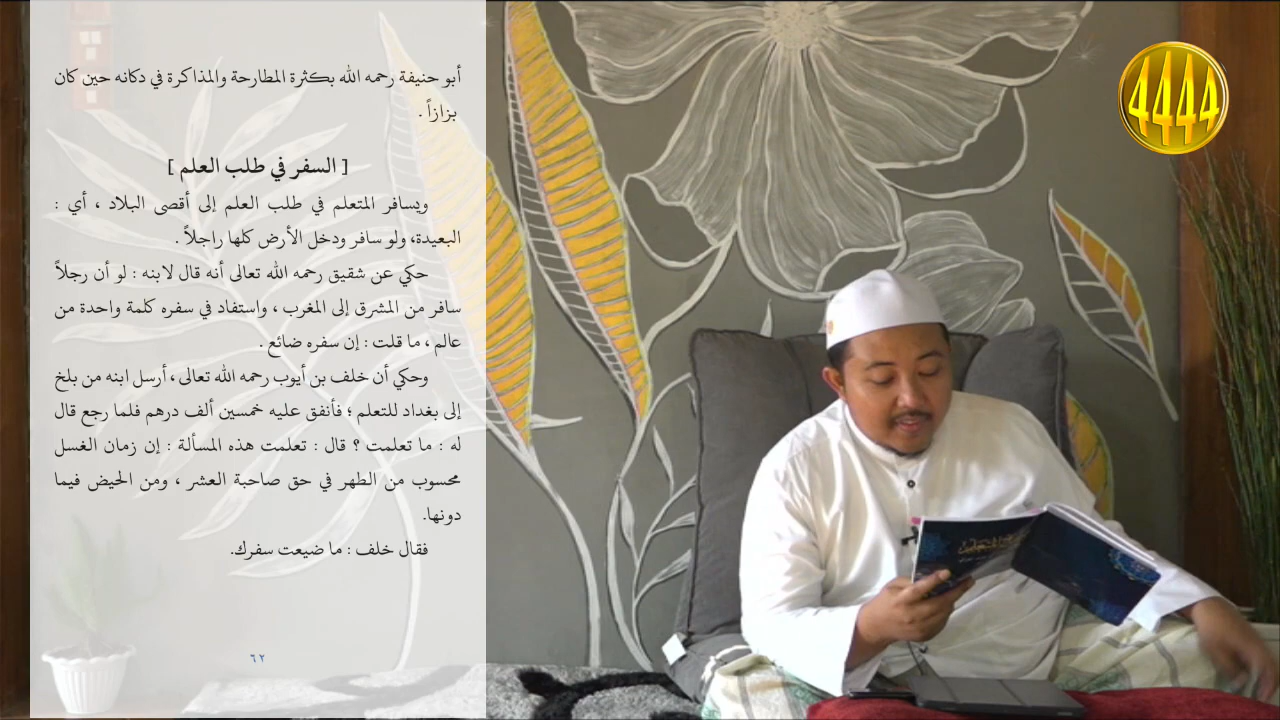 أبو حنيفة رحمه الله بكثرة المطارحة والمذاكرة في دكانه حين كان
بزازاً .
[ السفر في طلب العلم ]
ويسافر المتعلم في طلب العلم إلى أقصى البلاد ، أي :
البعيدة، ولو سافر ودخل الأرض كلها راجلاً .
حكي عن شقيق رحمه الله تعالى أنه قال لابنه : لو أن رجلاً
سافر من المشرق إلى المغرب ، واستفاد في سفره كلمة واحدة من
عالم ، ما قلت : إن سفره ضائع .
وحكي أن خلف بن أيوب رحمه الله تعالى ، أرسل ابنه من بلخ
إلى بغداد للتعلم ؛ فأنفق عليه خمسين ألف درهم فلما رجع قال
له : ما تعلمت ؟ قال : تعلمت هذه المسألة : إن زمان الغسل
محسوب من الطهر في حق صاحبة العشر ، ومن الحيض فيما
دونها.
فقال خلف : ما ضيعت سفرك.
٦٢
4444